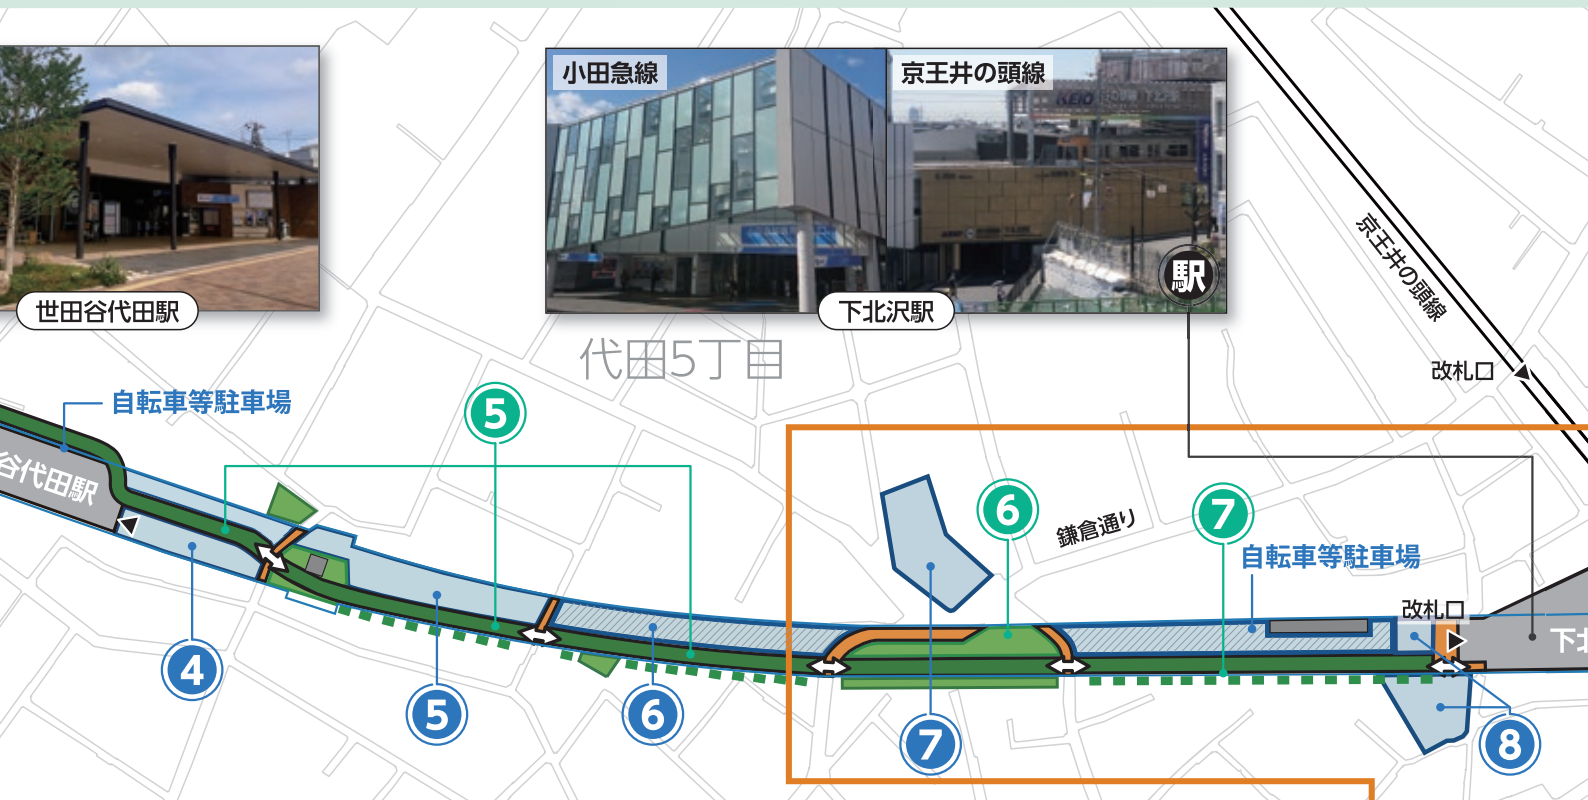 小田急線
京王井の頭線
KEIO
駅
世田谷代田駅
下北沢駅
京王井の頭線
代田5丁目
改札口
自転車等駐車場
5
谷代田駅
6
7
鎌倉通り
自転車等駐車場
改札口
下北
4
5
6
7
8